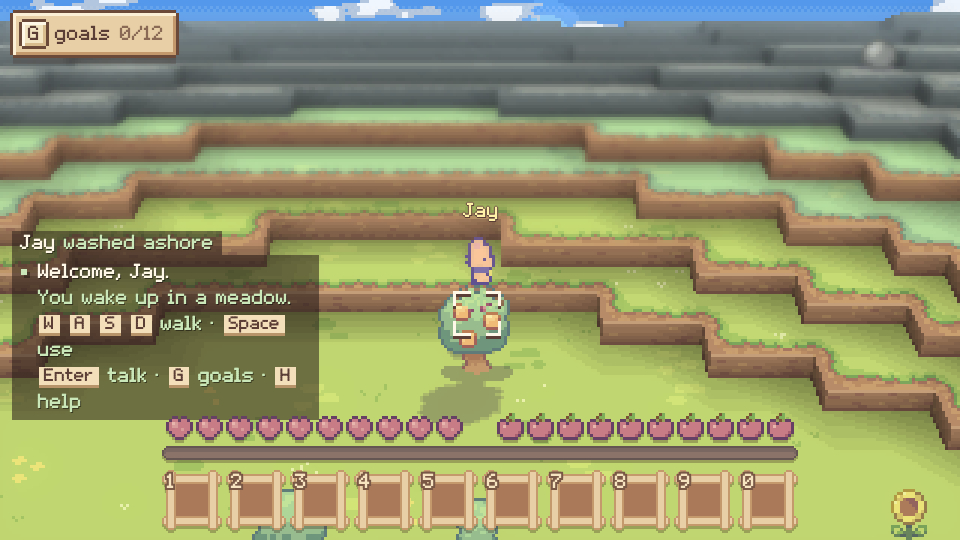 G goals 0/12
Jay
Jay washed ashore
▪ Welcome, Jay.
You wake up in a meadow.
W A S D walk · Space
use
Enter talk · G goals · H
help
1 2 3 4 5 6 7 8 9 0